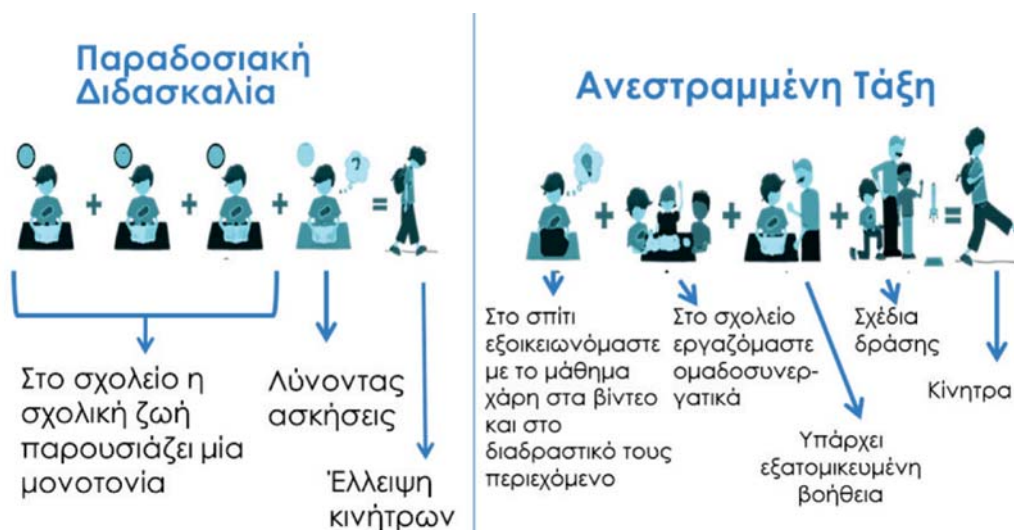 Παραδοσιακή
Διδασκαλία
?
+ + + =
Στο σχολείο η
σχολική ζωή
παρουσιάζει μία
μονοτονία
Λύνοντας
ασκήσεις
Έλλειψη
κινήτρων
Ανεστραμμένη Τάξη
+ + + =
Στο σπίτι
εξοικειωνόμαστε
με το μάθημα
χάρη στα βίντεο
και στο
διαδραστικό τους
περιεχόμενο
Στο σχολείο
εργαζόμαστε
ομαδοσυνερ-
γατικά
Υπάρχει
εξατομικευμένη
βοήθεια
Σχέδια
δράσης
Κίνητρα